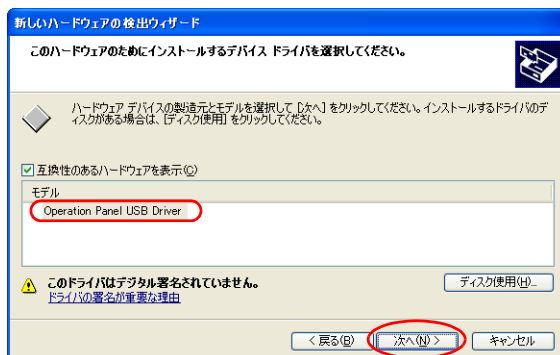 新しいハードウェアの検出ウィザード
このハードウェアのためにインストールするデバイス ドライバを選択してください。
ハードウェア デバイスの製造元とモデルを選択して [次へ] をクリックしてください。インストールするドライバのデ
ィスクがある場合は、[ディスク使用] をクリックしてください。
互換性のあるハードウェアを表示(C)
モデル
Operation Panel USB Driver
このドライバはデジタル署名されていません。
ドライバの署名が重要な理由
ディスク使用(H)...
< 戻る(B)
次へ(N) >
キャンセル